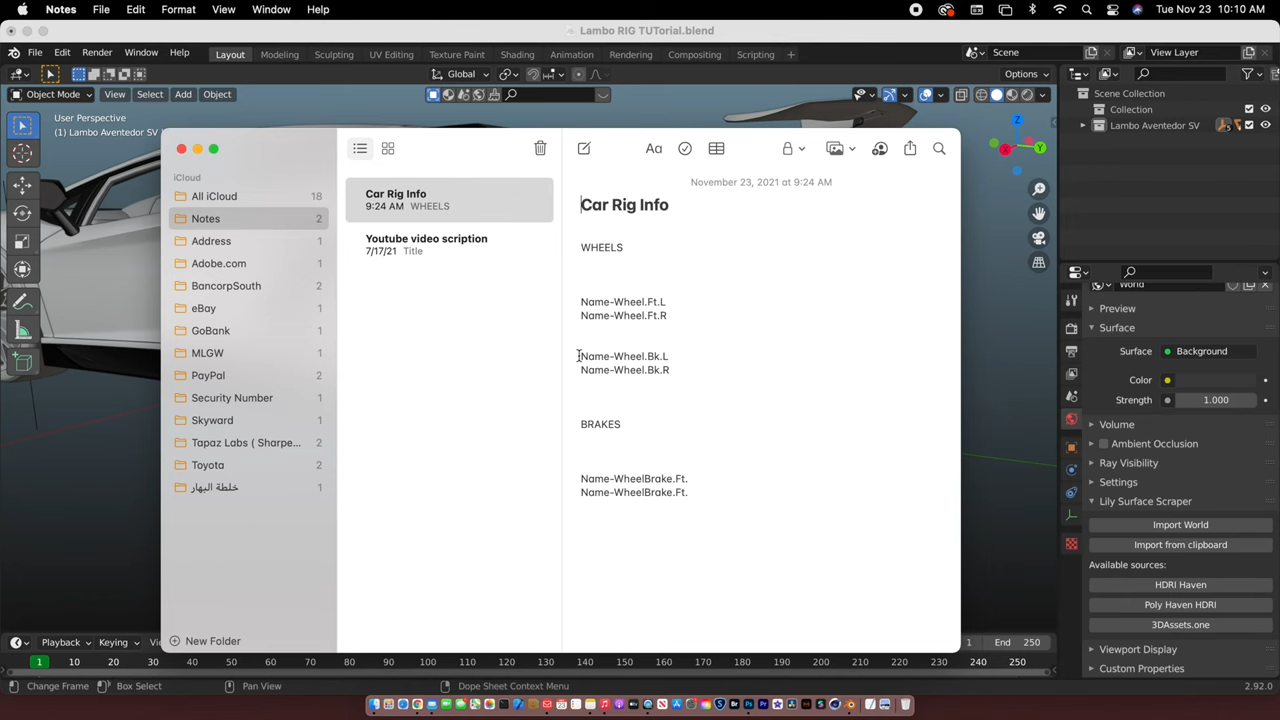 Notes File Edit Format View Window Help Tue Nov 23 10:10 AM
Lambo RIG TUTorial.blend
File Edit Render Window Help Layout Modeling Sculpting UV Editing Texture Paint Shading Animation Rendering Compositing Scripting + Scene View Layer
Global Options
Object Mode View Select Add Object
User Perspective
(1) Lambo Aventedor SV
Scene Collection
Collection
Lambo Aventedor SV 5
X Y Z
iCloud
All iCloud 18
Notes 2
Address 1
Adobe.com 1
BancorpSouth 2
eBay 1
GoBank 1
MLGW 1
PayPal 2
Security Number 1
Skyward 1
Tapaz Labs ( Sharpe... 2
Toyota 2
خلطة البهار 1
New Folder
Car Rig Info
9:24 AM WHEELS
Youtube video scription
7/17/21 Title
Aa
November 23, 2021 at 9:24 AM
Car Rig Info
WHEELS
Name-Wheel.Ft.L
Name-Wheel.Ft.R
Name-Wheel.Bk.L
Name-Wheel.Bk.R
BRAKES
Name-WheelBrake.Ft.
Name-WheelBrake.Ft.
World
Preview
Surface
Surface Background
Color
Strength 1.000
Volume
Ambient Occlusion
Ray Visibility
Settings
Lily Surface Scraper
Import World
Import from clipboard
Available sources:
HDRI Haven
Poly Haven HDRI
3DAssets.one
Viewport Display
Custom Properties
Playback Keying 1 End 250
1 10 20 30 40 50 60 70 80 90 100 110 120 130 140 150 160 170 180 190 200 210 220 230 240 250
Change Frame Box Select Pan View Dope Sheet Context Menu 2.92.0